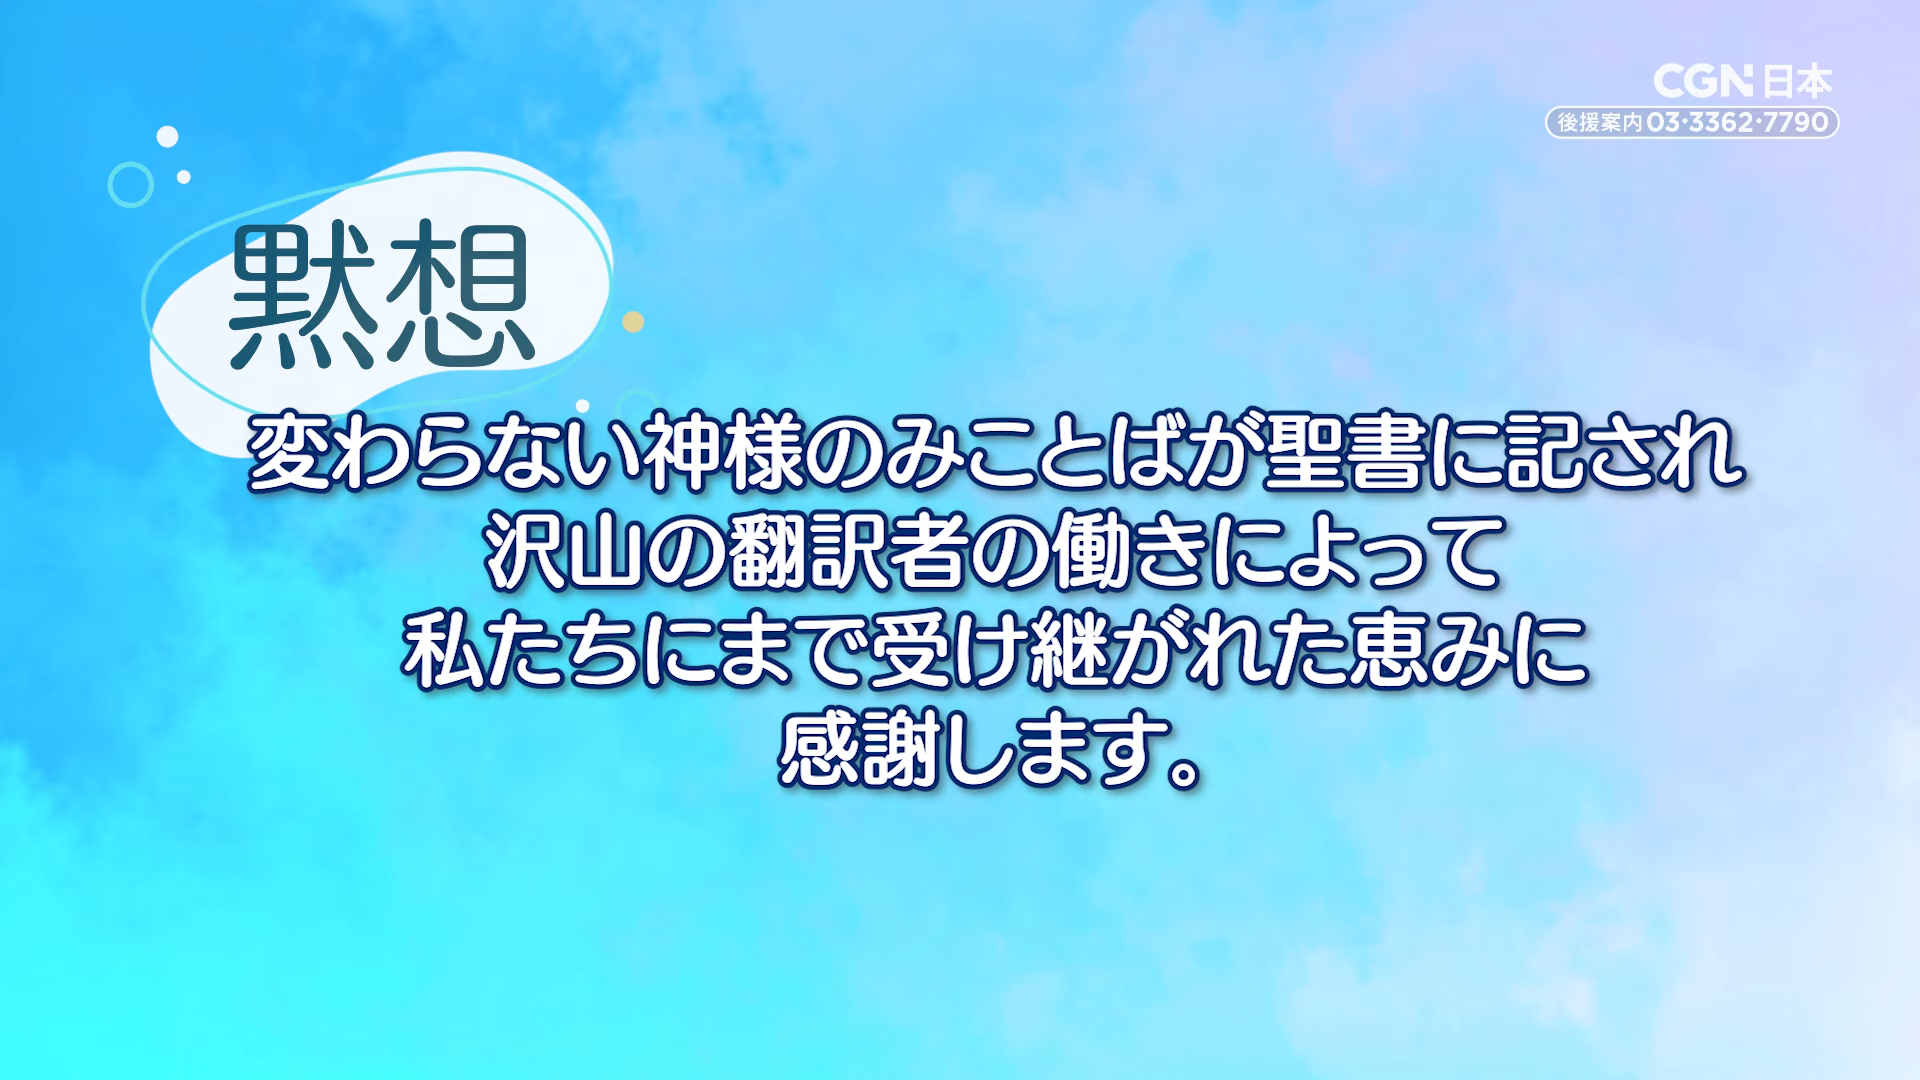 CGN日本
後援案内 03·3362·7790
黙想
変わらない神様のみことばが聖書に記され
沢山の翻訳者の働きによって
私たちにまで受け継がれた恵みに
感謝します。